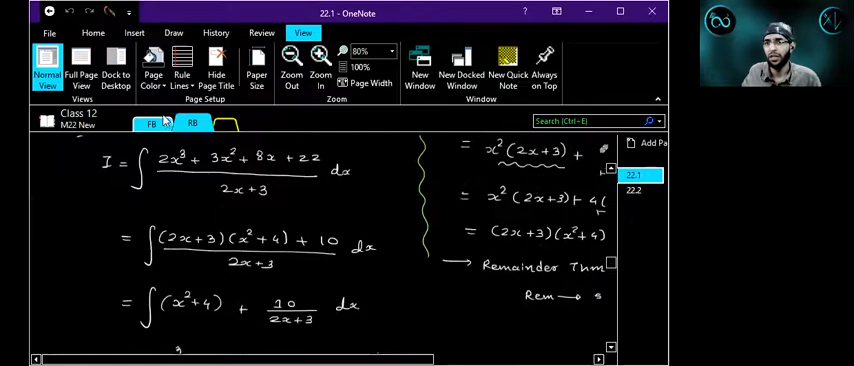 22.1 - OneNote
File Home Insert Draw History Review View
Normal View
Full Page View
Dock to Desktop
Views
Page Color
Rule Lines
Hide Page Title
Page Setup
Paper Size
Zoom Out
Zoom In
80%
100%
Page Width
Zoom
New Window
New Docked Window
New Quick Note
Always on Top
Window
Class 12
M22 New
FB
RB
Search (Ctrl-E)
Add Pa
22.1
22.2
I = ∫ (2x³ + 3x² + 8x + 22)/(2x+3) dx
= ∫ ((2x+3)(x²+4) + 10)/(2x+3) dx
= ∫ (x²+4) + 10/(2x+3) dx
3
= x²(2x+3) +
= x²(2x+3) + 4(
= (2x+3)(x²+4)
→ Remainder Thm
Rem → s